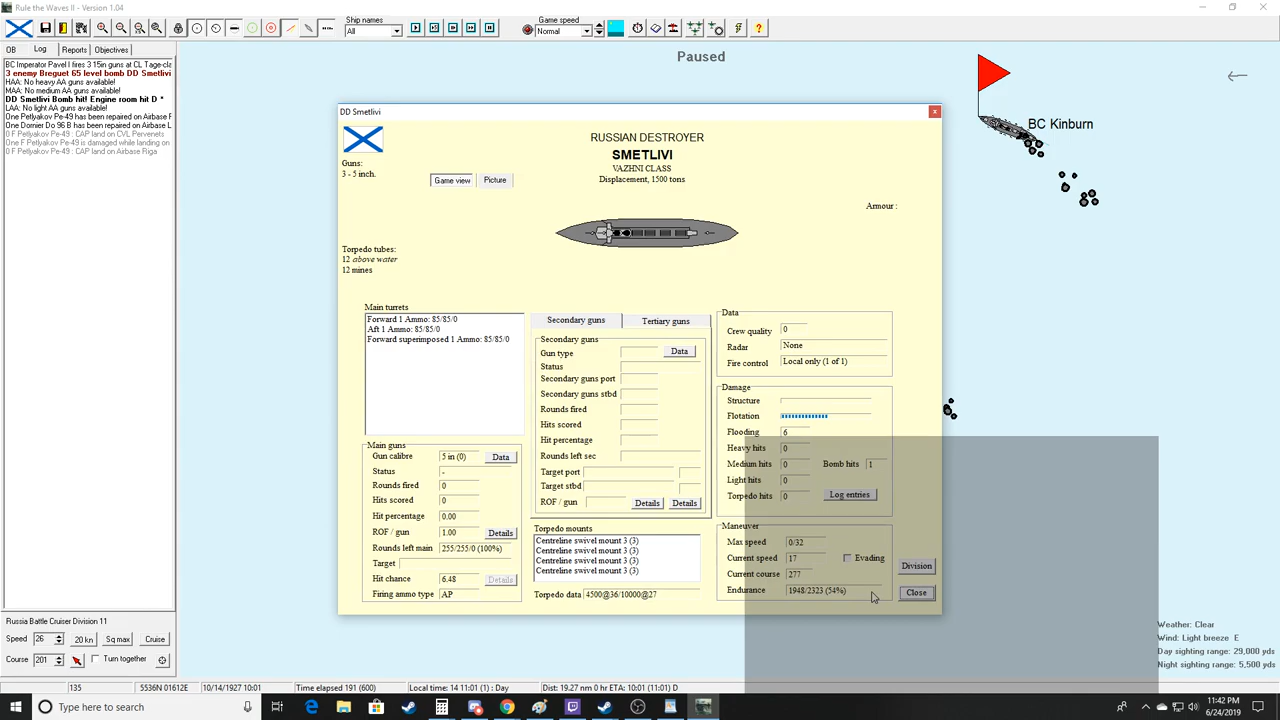 Rule the Waves II - Version 1.04
Ship names
All
Game speed
Normal
OB
Log
Reports
Objectives
BC Imperator Pavel I fires 3 15in guns at CL Tage-cla
3 enemy Breguet 65 level bomb DD Smetlivi
HAA: No heavy AA guns available!
MAA: No medium AA guns available!
DD Smetlivi Bomb hit! Engine room hit D *
LAA: No light AA guns available!
One Petlyakov Pe-49 has been repaired on Airbase F
One Dornier Do 96 B has been repaired on Airbase L
0 F Petlyakov Pe-49 : CAP land on CVL Pervenets
One F Petlyakov Pe-49 is damaged while landing on
0 F Petlyakov Pe-49 : CAP land on Airbase Riga
Paused
BC Kinburn
DD Smetlivi
x
Guns:
3 - 5 inch.
Game view
Picture
RUSSIAN DESTROYER
SMETLIVI
VAZHNI CLASS
Displacement, 1500 tons
Armour :
Torpedo tubes:
12 above water
12 mines
Main turrets
Forward 1 Ammo: 85/85/0
Aft 1 Ammo: 85/85/0
Forward superimposed 1 Ammo: 85/85/0
Main guns
Gun calibre 5 in (0) Data
Status -
Rounds fired 0
Hits scored 0
Hit percentage 0.00
ROF / gun 1.00 Details
Rounds left main 255/255/0 (100%)
Target
Hit chance 6.48 Details
Firing ammo type AP
Secondary guns
Tertiary guns
Secondary guns
Gun type Data
Status
Secondary guns port
Secondary guns stbd
Rounds fired
Hits scored
Hit percentage
Rounds left sec
Target port
Target stbd
ROF / gun Details Details
Torpedo mounts
Centreline swivel mount 3 (3)
Centreline swivel mount 3 (3)
Centreline swivel mount 3 (3)
Centreline swivel mount 3 (3)
Torpedo data 4500@36/10000@27
Data
Crew quality 0
Radar None
Fire control Local only (1 of 1)
Damage
Structure
Flotation
Flooding 6
Heavy hits 0
Medium hits 0 Bomb hits 1
Light hits 0
Torpedo hits 0 Log entries
Maneuver
Max speed 0/32
Current speed 17 Evading
Current course 277
Endurance 1948/2323 (54%)
Division
Close
Russia Battle Cruiser Division 11
Speed 26 20 kn Sq max Cruise
Course 201 Turn together
Weather: Clear
Wind: Light breeze E
Day sighting range: 29,000 yds
Night sighting range: 5,500 yds
135 5536N 01612E 10/14/1927 10:01 Time elapsed 191 (600) Local time: 14 11:01 : Day Dist: 19.27 nm 0 hr ETA: 10:01 (11:01) D
Type here to search
11:42 PM
6/24/2019